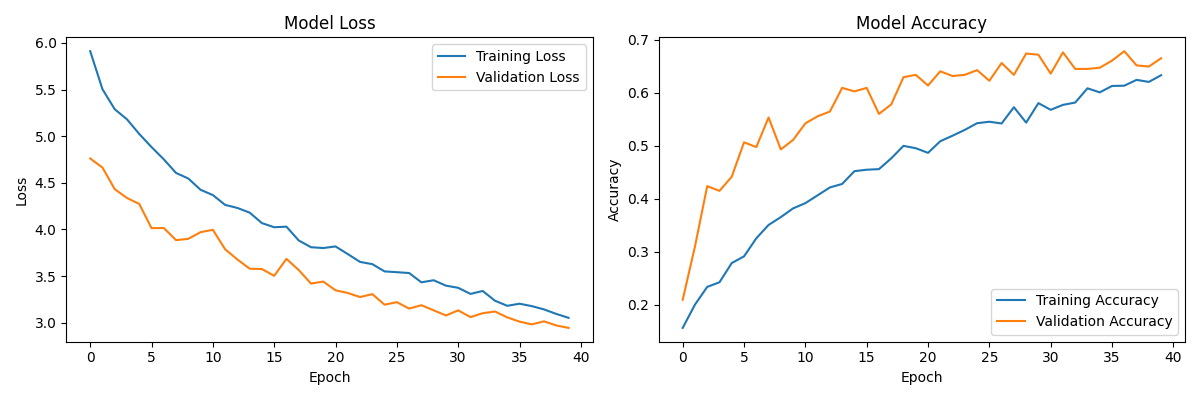 Model Loss
6.0
5.5
5.0
4.5
4.0
3.5
3.0
Loss
Training Loss
Validation Loss
0 5 10 15 20 25 30 35 40
Epoch
Model Accuracy
0.7
0.6
0.5
0.4
0.3
0.2
Accuracy
Training Accuracy
Validation Accuracy
0 5 10 15 20 25 30 35 40
Epoch